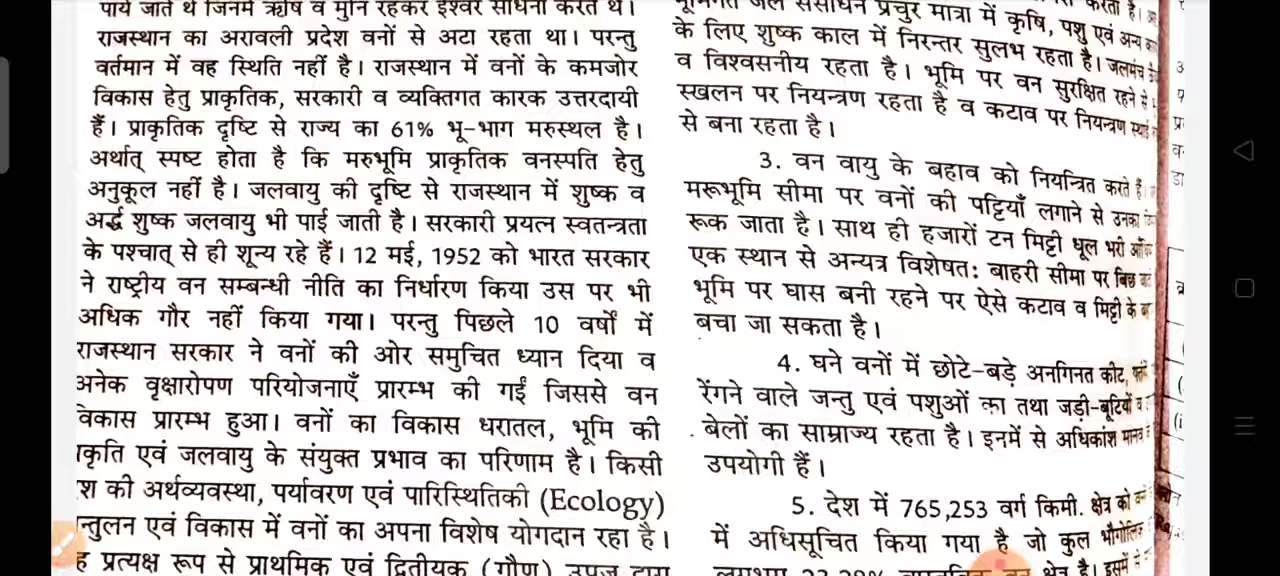 पाये जाते थे जिनमें ऋषि व मुनि रहकर ईश्वर साधना करते थे।
राजस्थान का अरावली प्रदेश वनों से अटा रहता था। परन्तु
वर्तमान में वह स्थिति नहीं है। राजस्थान में वनों के कमजोर
विकास हेतु प्राकृतिक, सरकारी व व्यक्तिगत कारक उत्तरदायी
हैं। प्राकृतिक दृष्टि से राज्य का 61% भू-भाग मरुस्थल है।
अर्थात् स्पष्ट होता है कि मरुभूमि प्राकृतिक वनस्पति हेतु
अनुकूल नहीं है। जलवायु की दृष्टि से राजस्थान में शुष्क व
अर्द्ध शुष्क जलवायु भी पाई जाती है। सरकारी प्रयत्न स्वतन्त्रता
के पश्चात् से ही शून्य रहे हैं। 12 मई, 1952 को भारत सरकार
ने राष्ट्रीय वन सम्बन्धी नीति का निर्धारण किया उस पर भी
अधिक गौर नहीं किया गया। परन्तु पिछले 10 वर्षों में
राजस्थान सरकार ने वनों की ओर समुचित ध्यान दिया व
अनेक वृक्षारोपण परियोजनाएँ प्रारम्भ की गईं जिससे वन
विकास प्रारम्भ हुआ। वनों का विकास धरातल, भूमि की
कृति एवं जलवायु के संयुक्त प्रभाव का परिणाम है। किसी
श की अर्थव्यवस्था, पर्यावरण एवं पारिस्थितिकी (Ecology)
न्तुलन एवं विकास में वनों का अपना विशेष योगदान रहा है।
ह प्रत्यक्ष रूप से प्राथमिक एवं द्वितीयक (गौण) उपज द्वारा
भूमिगत जल संसाधन प्रचुर मात्रा में कृषि, पशु एवं अन्य
के लिए शुष्क काल में निरन्तर सुलभ रहता है। जलमंच
व विश्वसनीय रहता है। भूमि पर वन सुरक्षित रहने से
स्खलन पर नियन्त्रण रहता है व कटाव पर नियन्त्रण
से बना रहता है।
3. वन वायु के बहाव को नियन्त्रित करते हैं।
मरूभूमि सीमा पर वनों की पट्टियाँ लगाने से उनका
रूक जाता है। साथ ही हजारों टन मिट्टी धूल भरी
एक स्थान से अन्यत्र विशेषत: बाहरी सीमा पर बिछ
भूमि पर घास बनी रहने पर ऐसे कटाव व मिट्टी के
बचा जा सकता है।
4. घने वनों में छोटे-बड़े अनगिनत कीट,
रेंगने वाले जन्तु एवं पशुओं का तथा जड़ी-बूटियों व
बेलों का साम्राज्य रहता है। इनमें से अधिकांश मानव
उपयोगी हैं।
5. देश में 765,253 वर्ग किमी. क्षेत्र को
में अधिसूचित किया गया है जो कुल भौगोलिक